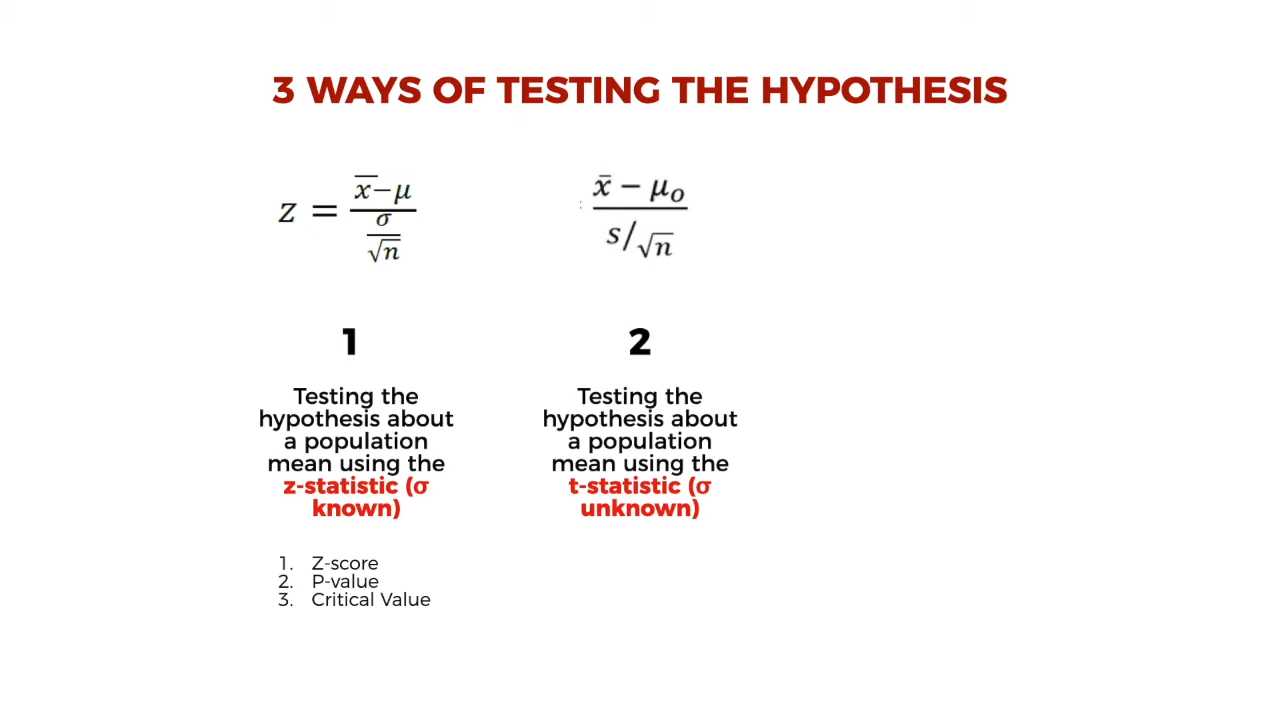 3 WAYS OF TESTING THE HYPOTHESIS
z = (x̅−μ)/(σ/√n)
: (x̄ − μₒ)/(s/√n)
1
Testing the
hypothesis about
a population
mean using the
z-statistic (σ
known)
1. Z-score
2. P-value
3. Critical Value
2
Testing the
hypothesis about
a population
mean using the
t-statistic (σ
unknown)